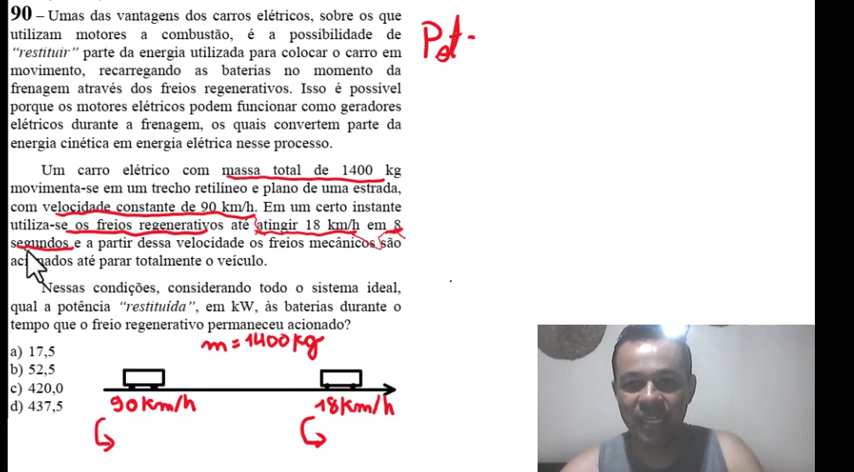 90 – Umas das vantagens dos carros elétricos, sobre os que
utilizam motores a combustão, é a possibilidade de
“restituir” parte da energia utilizada para colocar o carro em
movimento, recarregando as baterias no momento da
frenagem através dos freios regenerativos. Isso é possível
porque os motores elétricos podem funcionar como geradores
elétricos durante a frenagem, os quais convertem parte da
energia cinética em energia elétrica nesse processo.
Um carro elétrico com massa total de 1400 kg
movimenta-se em um trecho retilíneo e plano de uma estrada,
com velocidade constante de 90 km/h. Em um certo instante
utiliza-se os freios regenerativos até atingir 18 km/h em 8
segundos e a partir dessa velocidade os freios mecânicos são
acionados até parar totalmente o veículo.
Nessas condições, considerando todo o sistema ideal,
qual a potência “restituída”, em kW, às baterias durante o
tempo que o freio regenerativo permaneceu acionado?
a) 17,5
b) 52,5
c) 420,0
d) 437,5
m = 1400 kg
90 km/h
18 km/h
Pot.